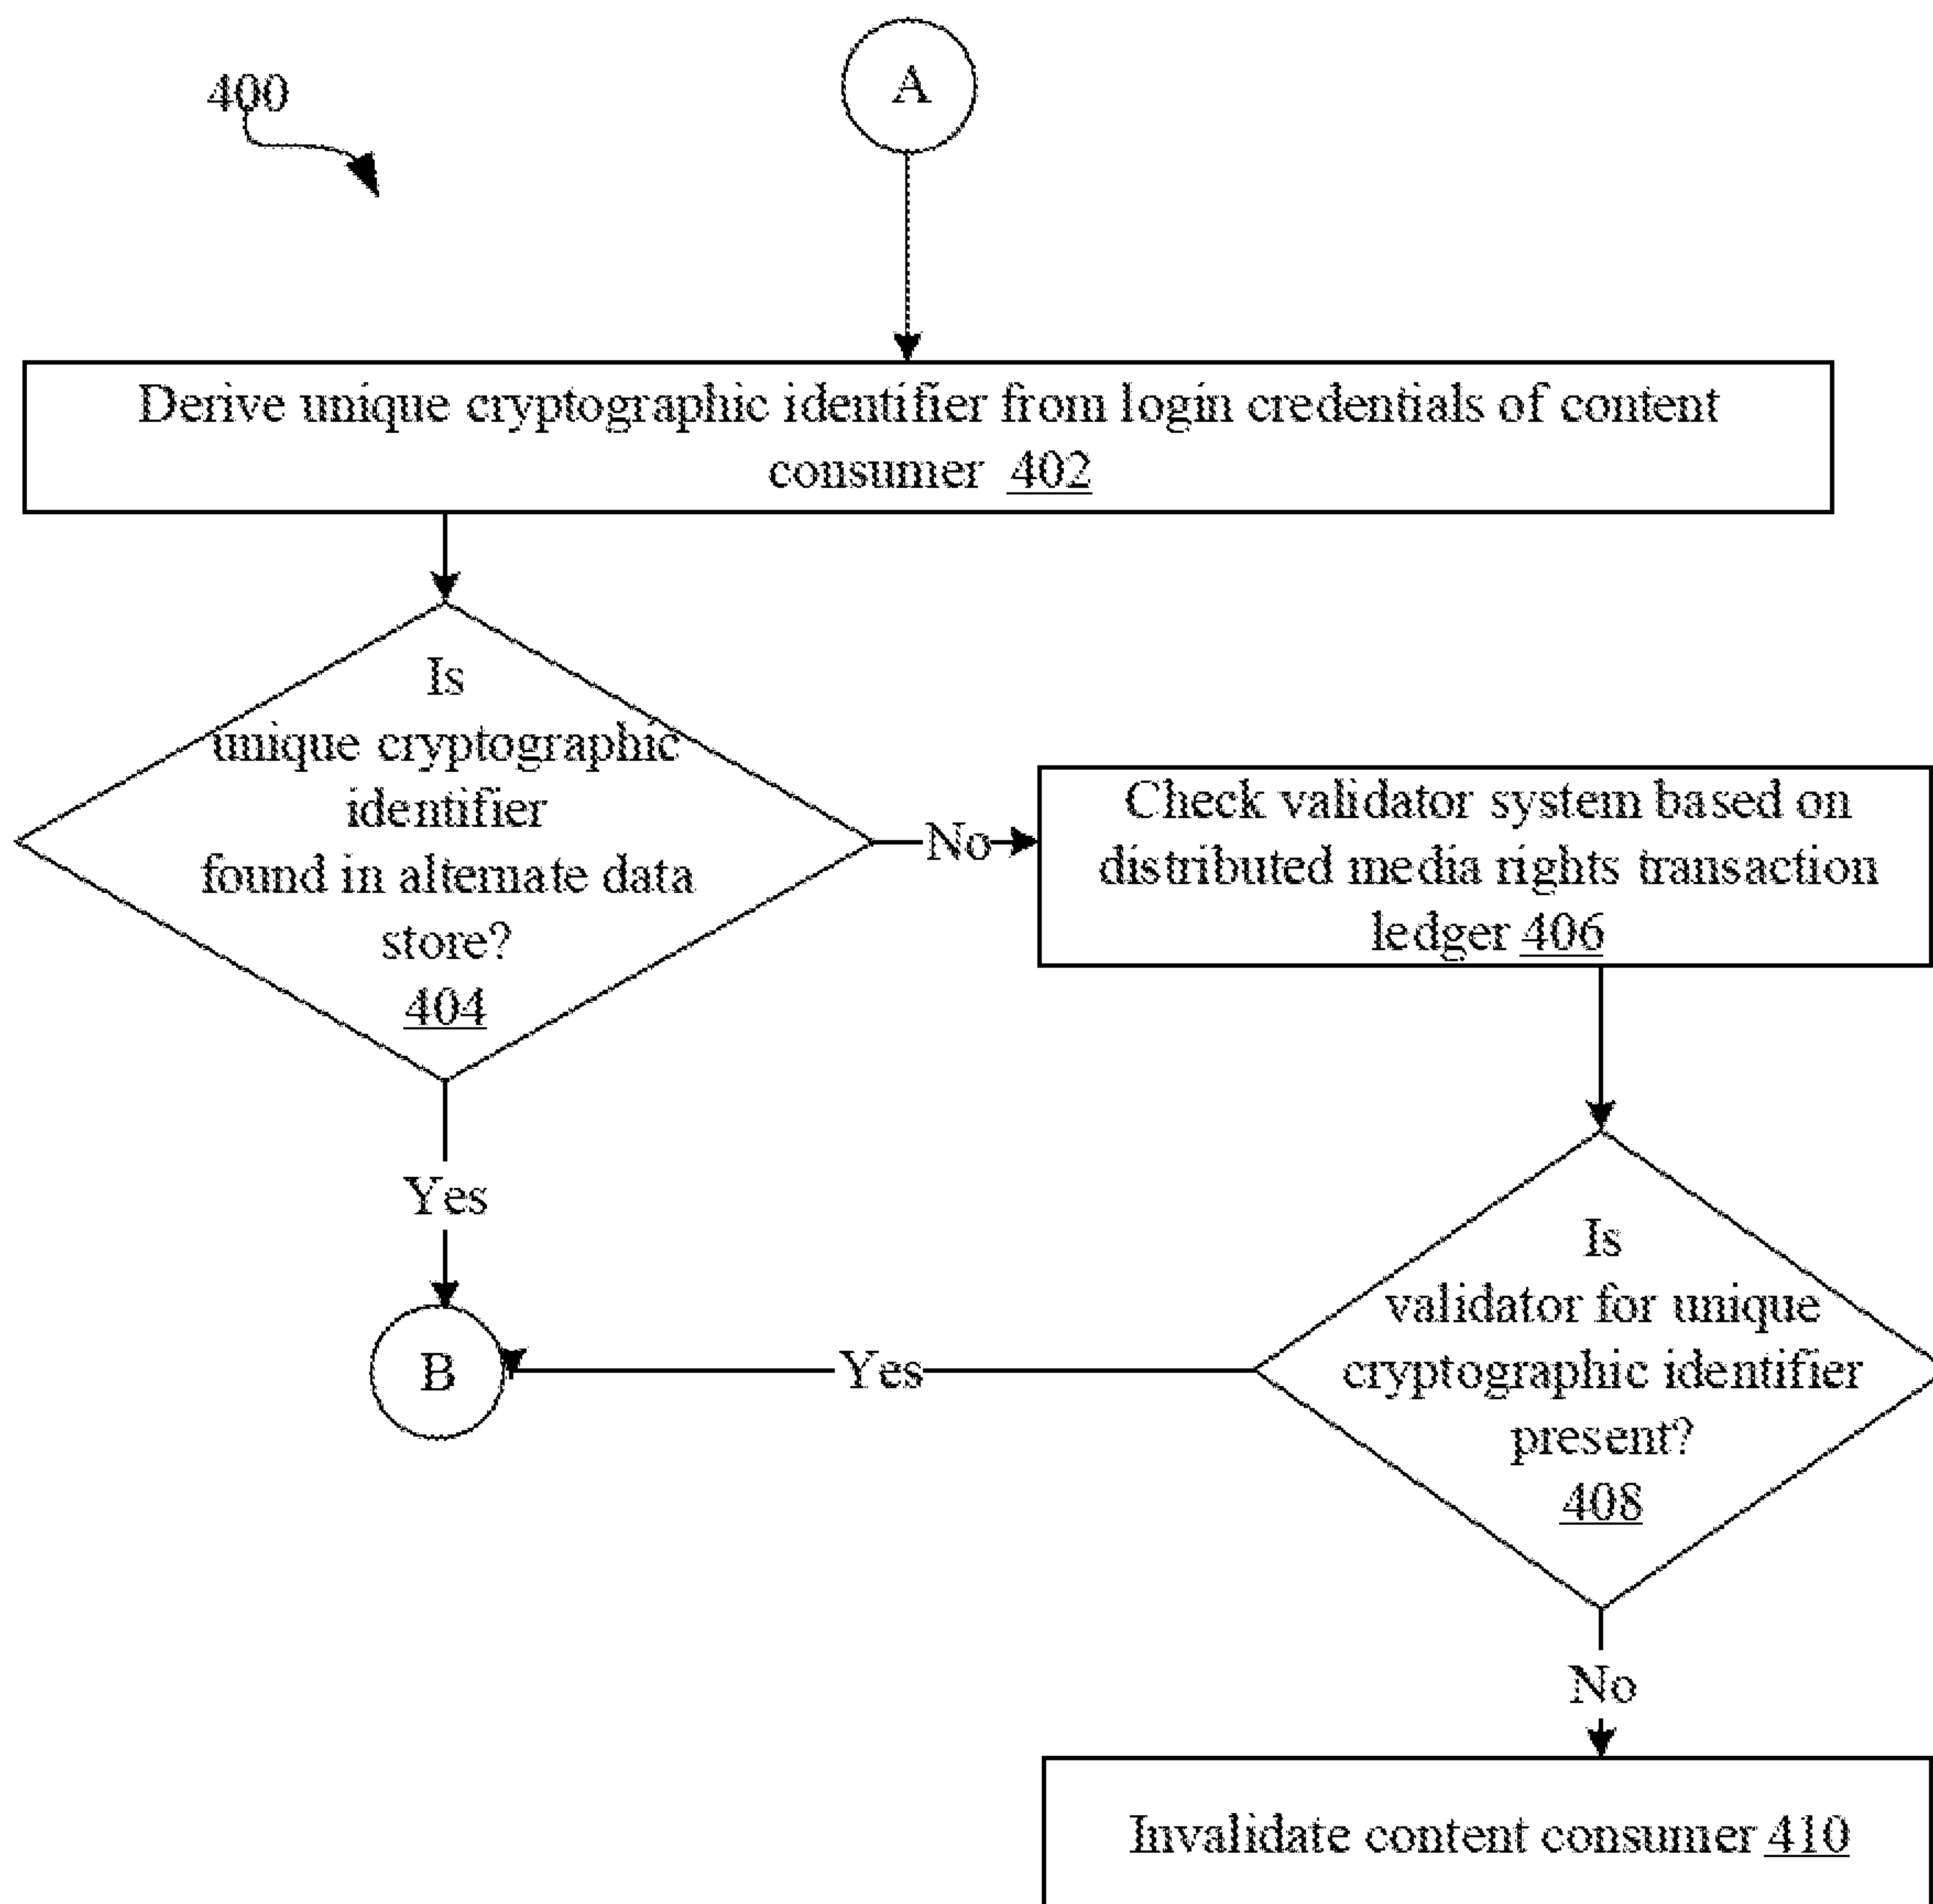 400
A
Derive unique cryptographic identifier from login credentials of content
consumer 402
Is
unique cryptographic
identifier
found in alternate data
store?
404
No
Check validator system based on
distributed media rights transaction
ledger 406
Yes
Is
validator for unique
cryptographic identifier
present?
408
B
Yes
No
Invalidate content consumer 410